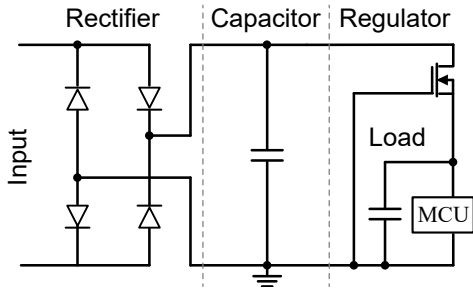 Rectifier
Capacitor
Regulator
Input
Load
MCU